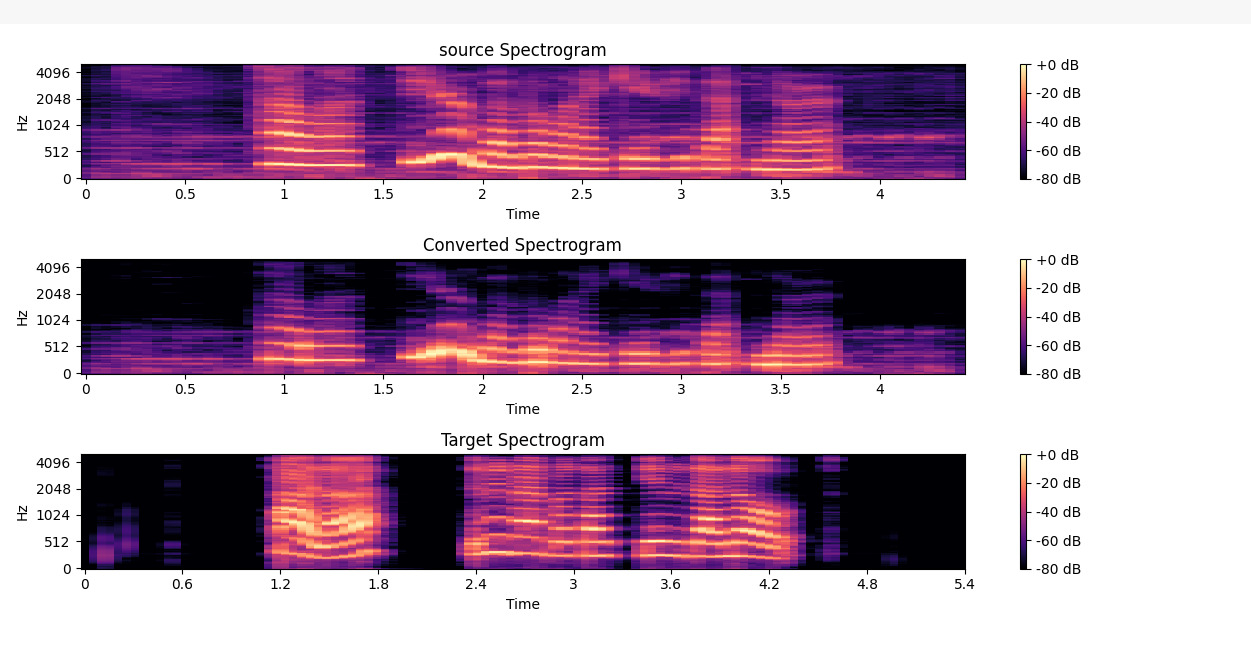 source Spectrogram
4096
2048
1024
512
0
Hz
0 0.5 1 1.5 2 2.5 3 3.5 4
Time
+0 dB
-20 dB
-40 dB
-60 dB
-80 dB
Converted Spectrogram
4096
2048
1024
512
0
Hz
0 0.5 1 1.5 2 2.5 3 3.5 4
Time
+0 dB
-20 dB
-40 dB
-60 dB
-80 dB
Target Spectrogram
4096
2048
1024
512
0
Hz
0 0.6 1.2 1.8 2.4 3 3.6 4.2 4.8 5.4
Time
+0 dB
-20 dB
-40 dB
-60 dB
-80 dB